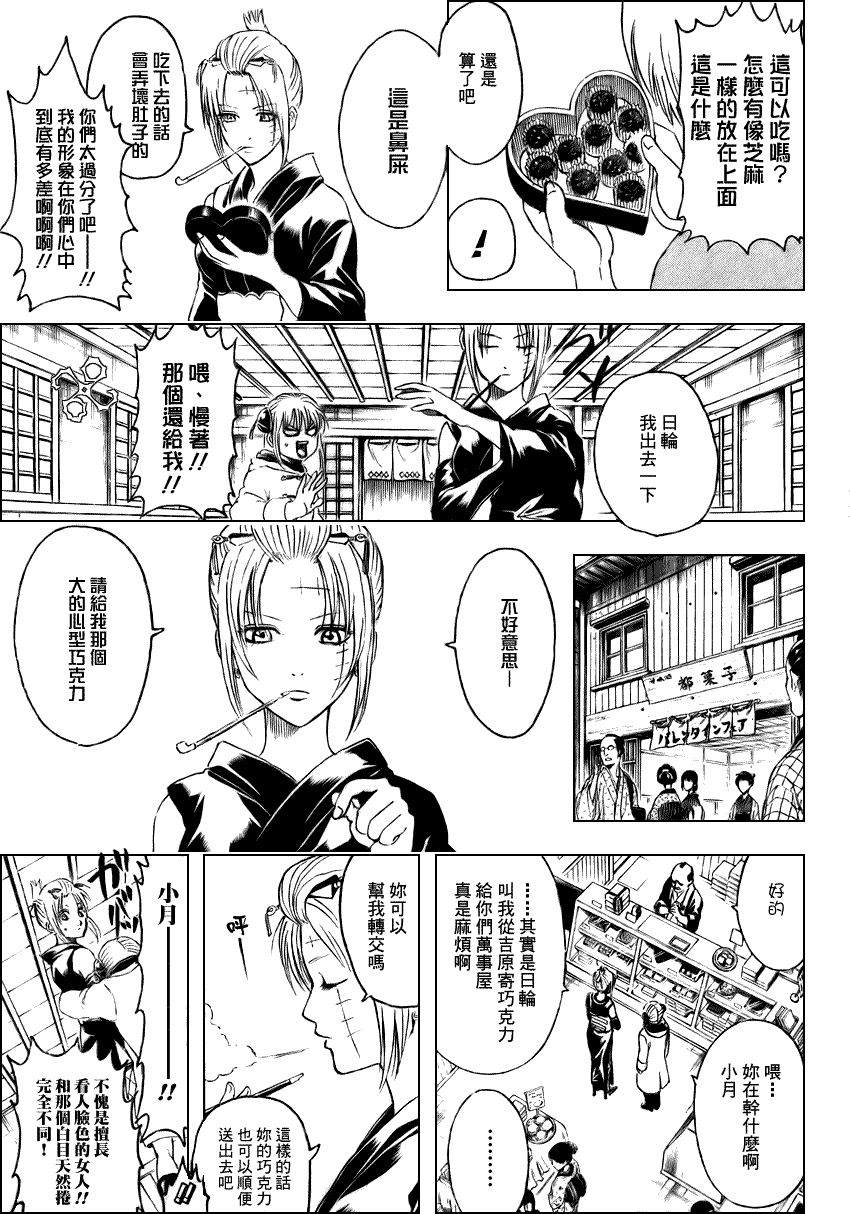 這可以吃嗎?
怎麼有像芝麻
一樣的放在上面
這是什麼
還是
算了吧
!
這是鼻屎
吃下去的話
會弄壞肚子的
你們太過分了吧——!!
我的形象在你們心中
到底有多差啊啊啊!!
日輪
我出去一下
喂、慢著!!
那個還給我!!
都菓子
バレンタインフェア
不好意思—
請給我那個
大的心型巧克力
好的
喂…
妳在幹什麼啊
小月
……其實是日輪
叫我從吉原寄巧克力
給你們萬事屋
真是麻煩啊
………
妳可以
幫我轉交嗎
呼—
這樣的話
妳的巧克力
也可以順便
送出去吧
小月————!!
不愧是擅長
看人臉色的女人!!
和那個白目天然捲
完全不同!